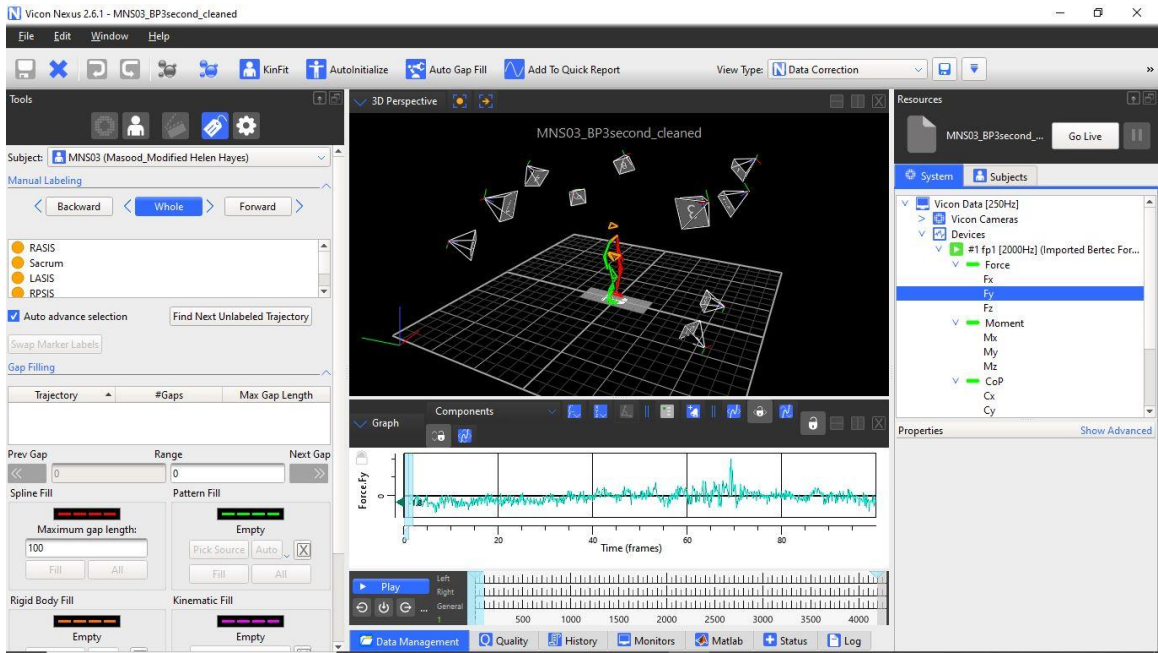 Vicon Nexus 2.6.1 - MNS03_BP3second_cleaned
File Edit Window Help
KinFit AutoInitialize Auto Gap Fill Add To Quick Report View Type: Data Correction »
Tools
Subject: MNS03 (Masood_Modified Helen Hayes)
Manual Labeling
Backward Whole Forward
RASIS
Sacrum
LASIS
RPSIS
Auto advance selection Find Next Unlabeled Trajectory
Swap Marker Labels
Gap Filling
Trajectory #Gaps Max Gap Length
Prev Gap Range Next Gap
0 0
Spline Fill Pattern Fill
Maximum gap length: Empty
100 Pick Source Auto X
Fill All Fill All
Rigid Body Fill Kinematic Fill
Empty Empty
3D Perspective
MNS03_BP3second_cleaned
Graph Components
Force.Fy
0
0 20 40 60 80
Time (frames)
Play
Left
Right
General
1 500 1000 1500 2000 2500 3000 3500 4000
Data Management Quality History Monitors Matlab Status Log
Resources
MNS03_BP3second_... Go Live
System Subjects
Vicon Data [250Hz]
Vicon Cameras
Devices
#1 fp1 [2000Hz] (Imported Bertec For...
Force
Fx
Fy
Fz
Moment
Mx
My
Mz
CoP
Cx
Cy
Properties Show Advanced